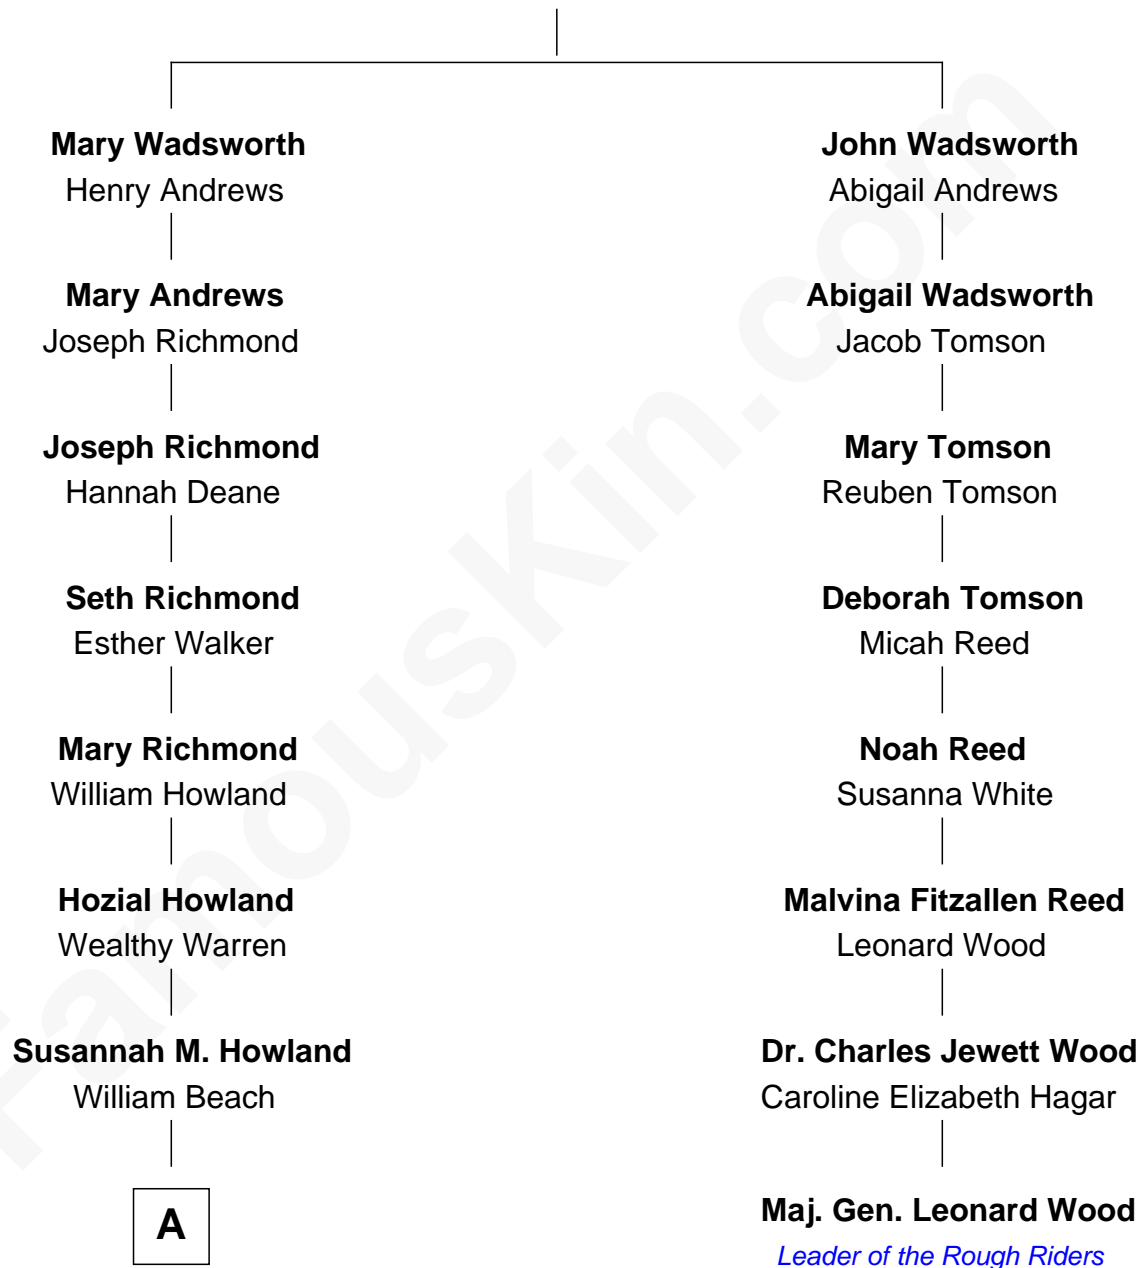 Mary Wadsworth
Henry Andrews
Mary Andrews
Joseph Richmond
Joseph Richmond
Hannah Deane
Seth Richmond
Esther Walker
Mary Richmond
William Howland
Hozial Howland
Wealthy Warren
Susannah M. Howland
William Beach
A
John Wadsworth
Abigail Andrews
Abigail Wadsworth
Jacob Tomson
Mary Tomson
Reuben Tomson
Deborah Tomson
Micah Reed
Noah Reed
Susanna White
Malvina Fitzallen Reed
Leonard Wood
Dr. Charles Jewett Wood
Caroline Elizabeth Hagar
Maj. Gen. Leonard Wood
Leader of the Rough Riders
FamousKin.com